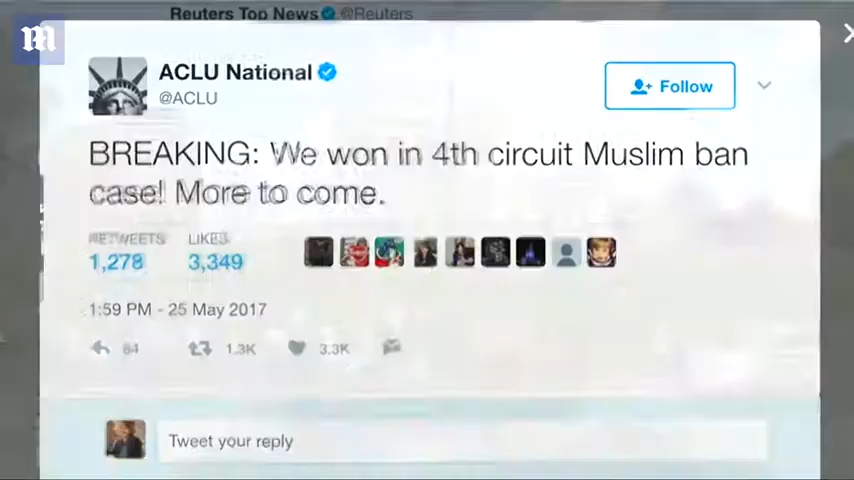 Reuters Top News @Reuters
m
ACLU National
@ACLU
Follow
BREAKING: We won in 4th circuit Muslim ban
case! More to come.
RETWEETS LIKES
1,278 3,349
1:59 PM - 25 May 2017
64 1.3K 3.3K
Tweet your reply